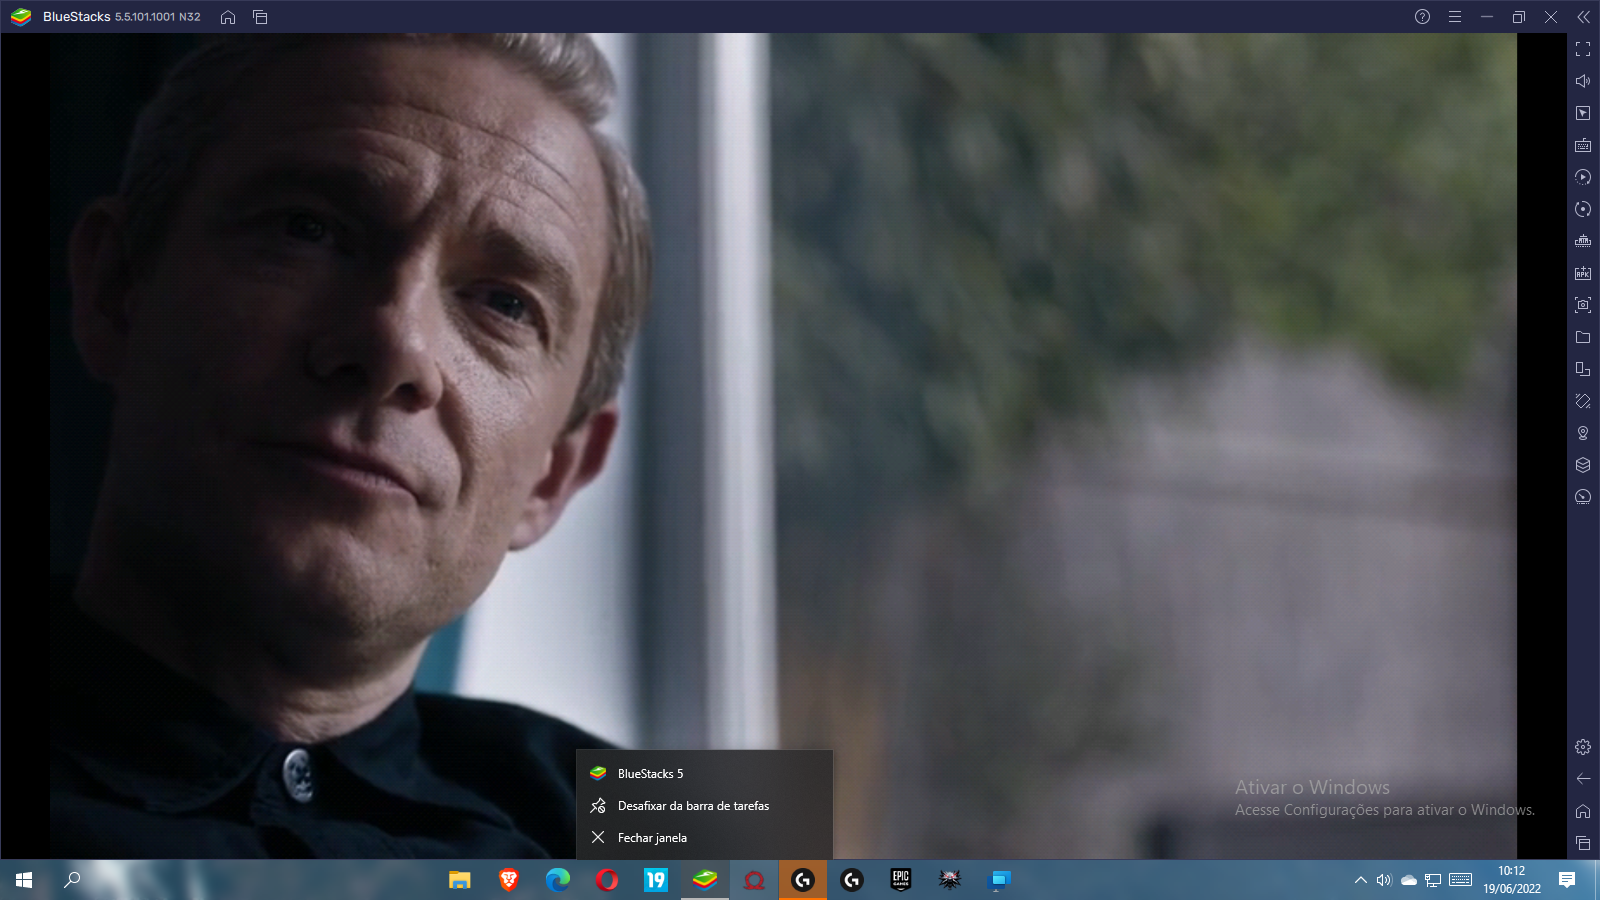 BlueStacks 5.5.101.1001 N32
APK
BlueStacks 5
Desafixar da barra de tarefas
Fechar janela
Ativar o Windows
Acesse Configurações para ativar o Windows.
19
EPIC
GAMES
10:12
19/06/2022